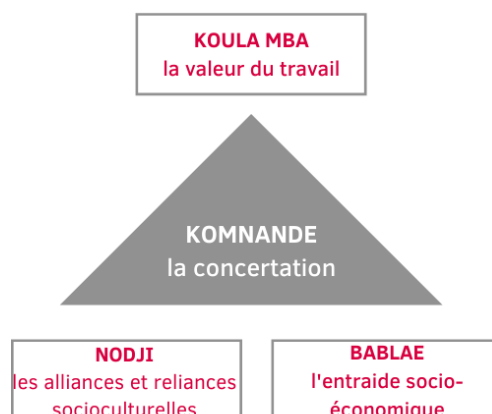 KOULA MBA
la valeur du travail
KOMNANDE
la concertation
NODJI
les alliances et reliances
socioculturelles
BABLAE
l'entraide socio-
économique